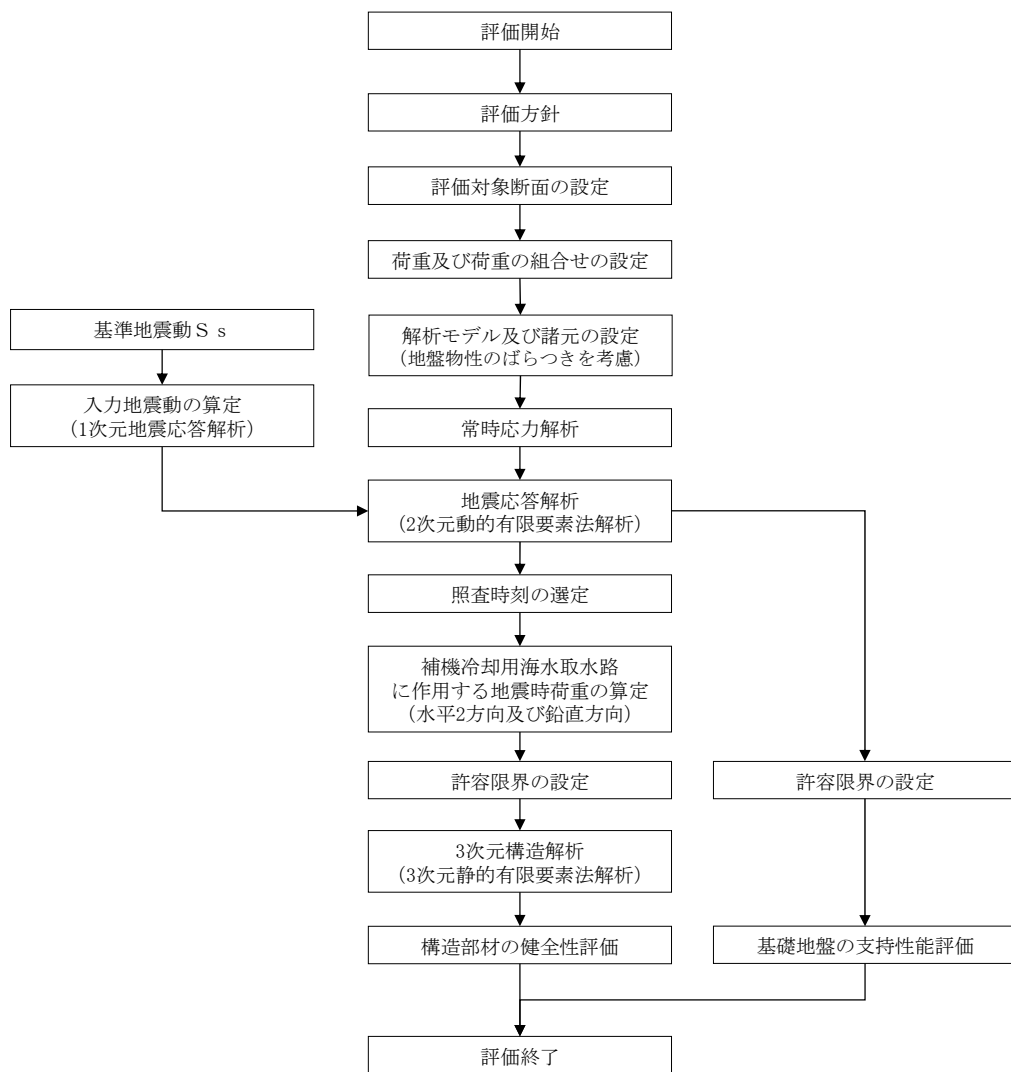 評価開始
評価方針
評価対象断面の設定
荷重及び荷重の組合せの設定
基準地震動Ｓｓ
解析モデル及び諸元の設定
（地盤物性のばらつきを考慮）
入力地震動の算定
（1次元地震応答解析）
常時応力解析
地震応答解析
（2次元動的有限要素法解析）
照査時刻の選定
補機冷却用海水取水路
に作用する地震時荷重の算定
（水平2方向及び鉛直方向）
許容限界の設定
許容限界の設定
3次元構造解析
（3次元静的有限要素法解析）
構造部材の健全性評価
基礎地盤の支持性能評価
評価終了